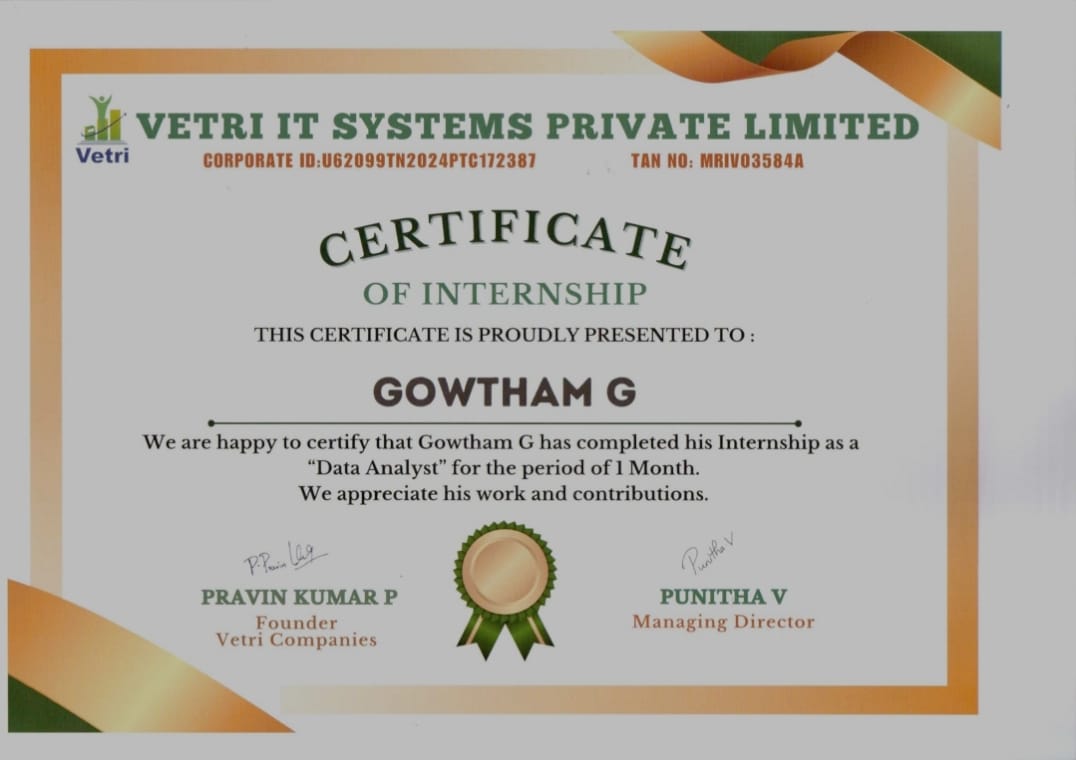 VETRI IT SYSTEMS PRIVATE LIMITED
Vetri
CORPORATE ID:U62099TN2024PTC172387 TAN NO: MRIV03584A
CERTIFICATE
OF INTERNSHIP
THIS CERTIFICATE IS PROUDLY PRESENTED TO :
GOWTHAM G
We are happy to certify that Gowtham G has completed his Internship as a
“Data Analyst” for the period of 1 Month.
We appreciate his work and contributions.
Punitha V
PRAVIN KUMAR P
Founder
Vetri Companies
PUNITHA V
Managing Director